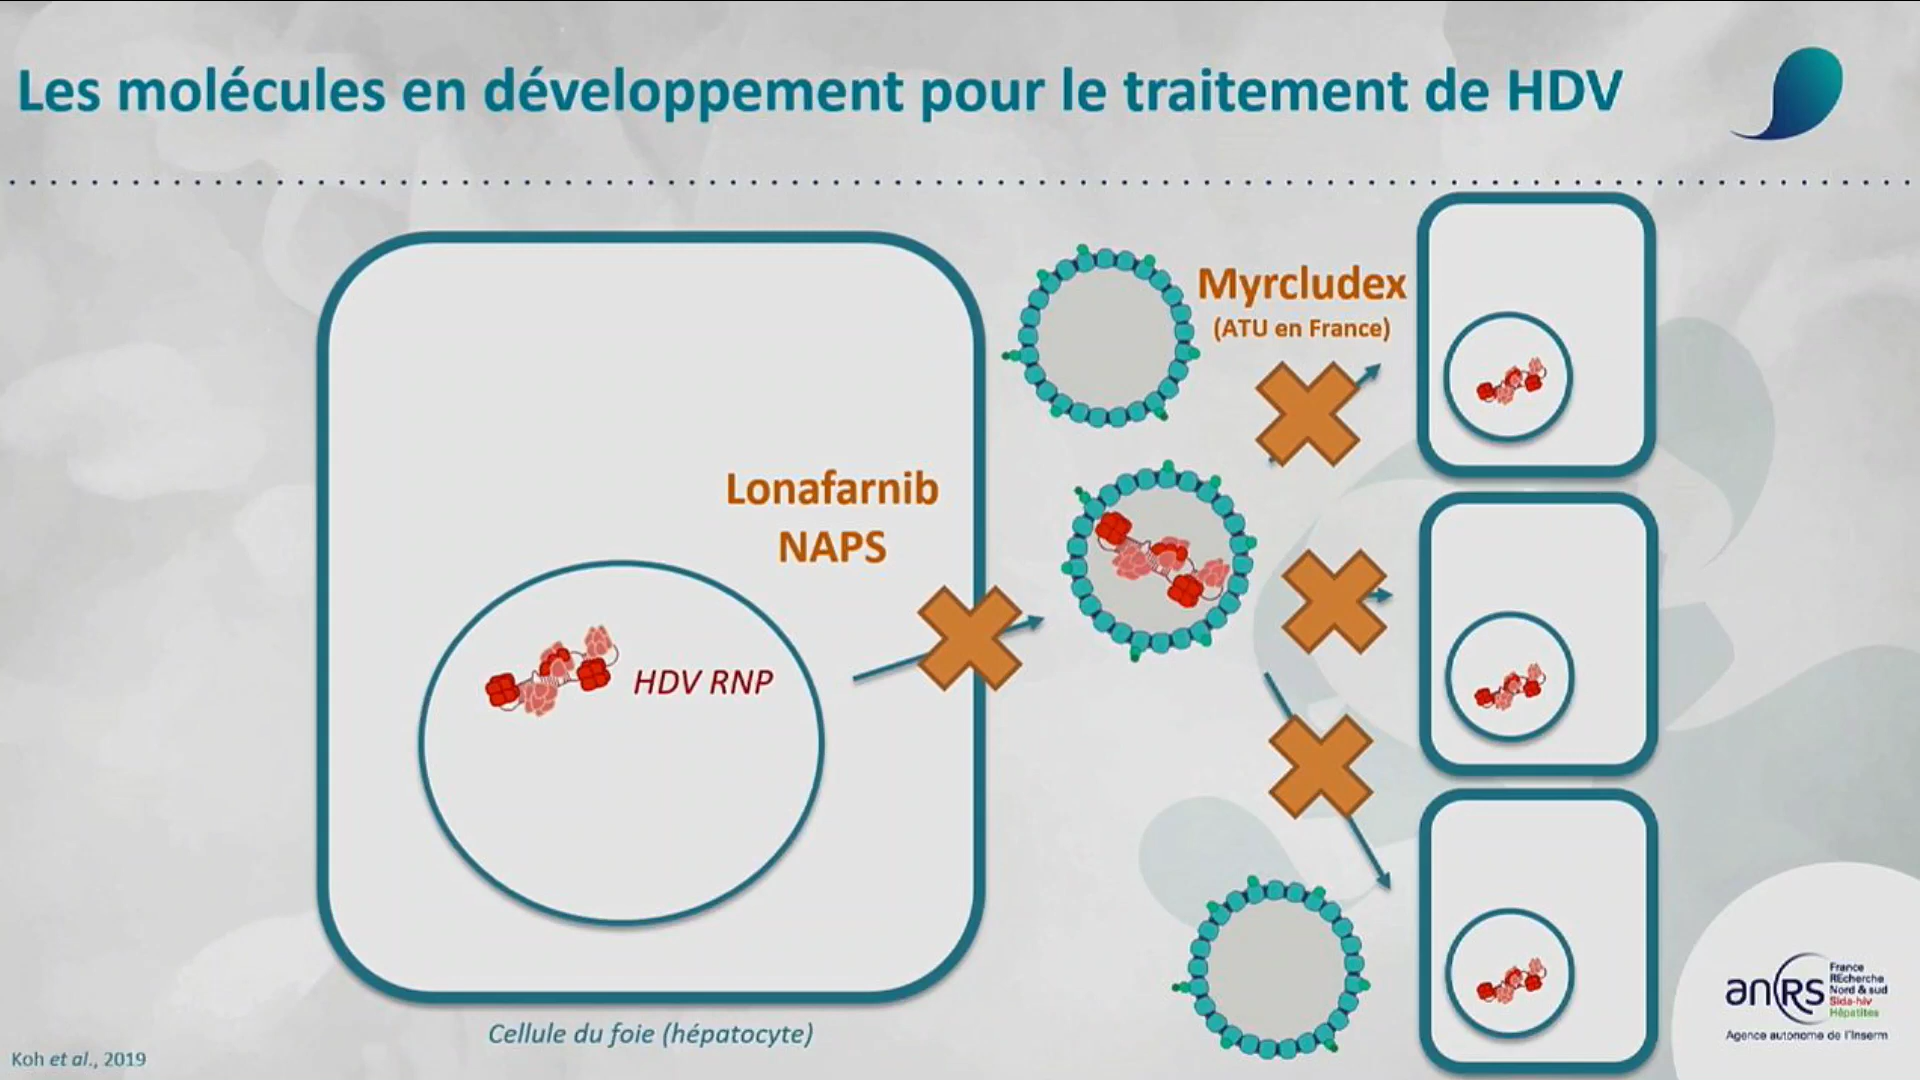 Les molécules en développement pour le traitement de HDV
Myrcludex
(ATU en France)
Lonafarnib
NAPS
HDV RNP
Cellule du foie (hépatocyte)
Koh et al., 2019
anRS
France
REcherche
Nord & sud
Sida-hiv
Hépatites
Agence autonome de l'Inserm